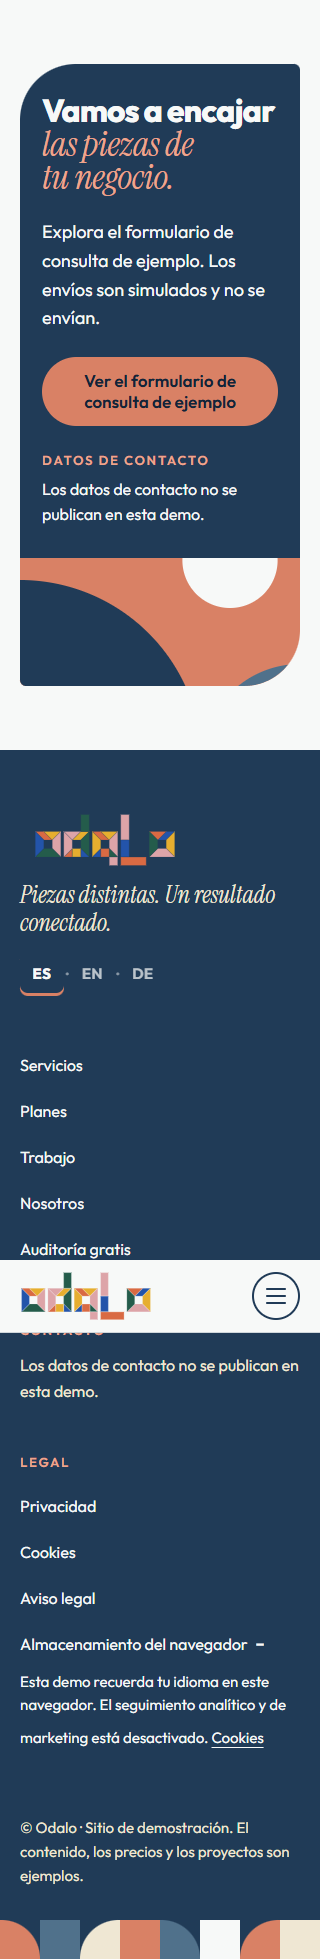 Vamos a encajar
las piezas de
tu negocio.
Explora el formulario de
consulta de ejemplo. Los
envíos son simulados y no se
envían.
Ver el formulario de
consulta de ejemplo
DATOS DE CONTACTO
Los datos de contacto no se
publican en esta demo.
odalo
Piezas distintas. Un resultado
conectado.
ES · EN · DE
Servicios
Planes
Trabajo
Nosotros
Auditoría gratis
odalo
CONTACTO
Los datos de contacto no se publican en
esta demo.
LEGAL
Privacidad
Cookies
Aviso legal
Almacenamiento del navegador –
Esta demo recuerda tu idioma en este
navegador. El seguimiento analítico y de
marketing está desactivado. Cookies
© Odalo · Sitio de demostración. El
contenido, los precios y los proyectos son
ejemplos.